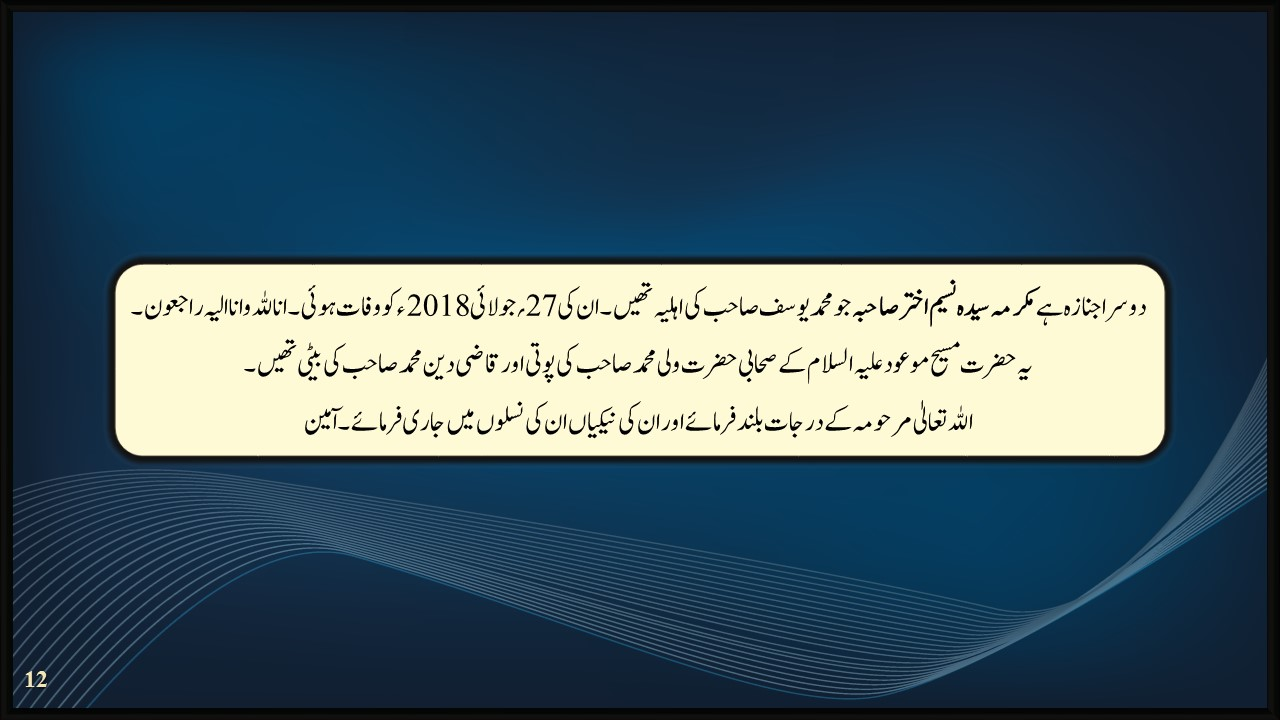 دوسرا جنازہ ہے مکرمہ سیدہ نسیم اختر صاحبہ جو محمد یوسف صاحب کی اہلیہ تھیں۔ ان کی 27؍جولائی 2018ء کو وفات ہوئی۔ اناللّٰہ وانا الیہ راجعون۔
یہ حضرت مسیح موعود علیہ السلام کے صحابی حضرت ولی محمد صاحب کی پوتی اور قاضی دین محمد صاحب کی بیٹی تھیں۔
اللہ تعالیٰ مرحومہ کے درجات بلند فرمائے اور ان کی نیکیاں ان کی نسلوں میں جاری فرمائے۔ آمین
12